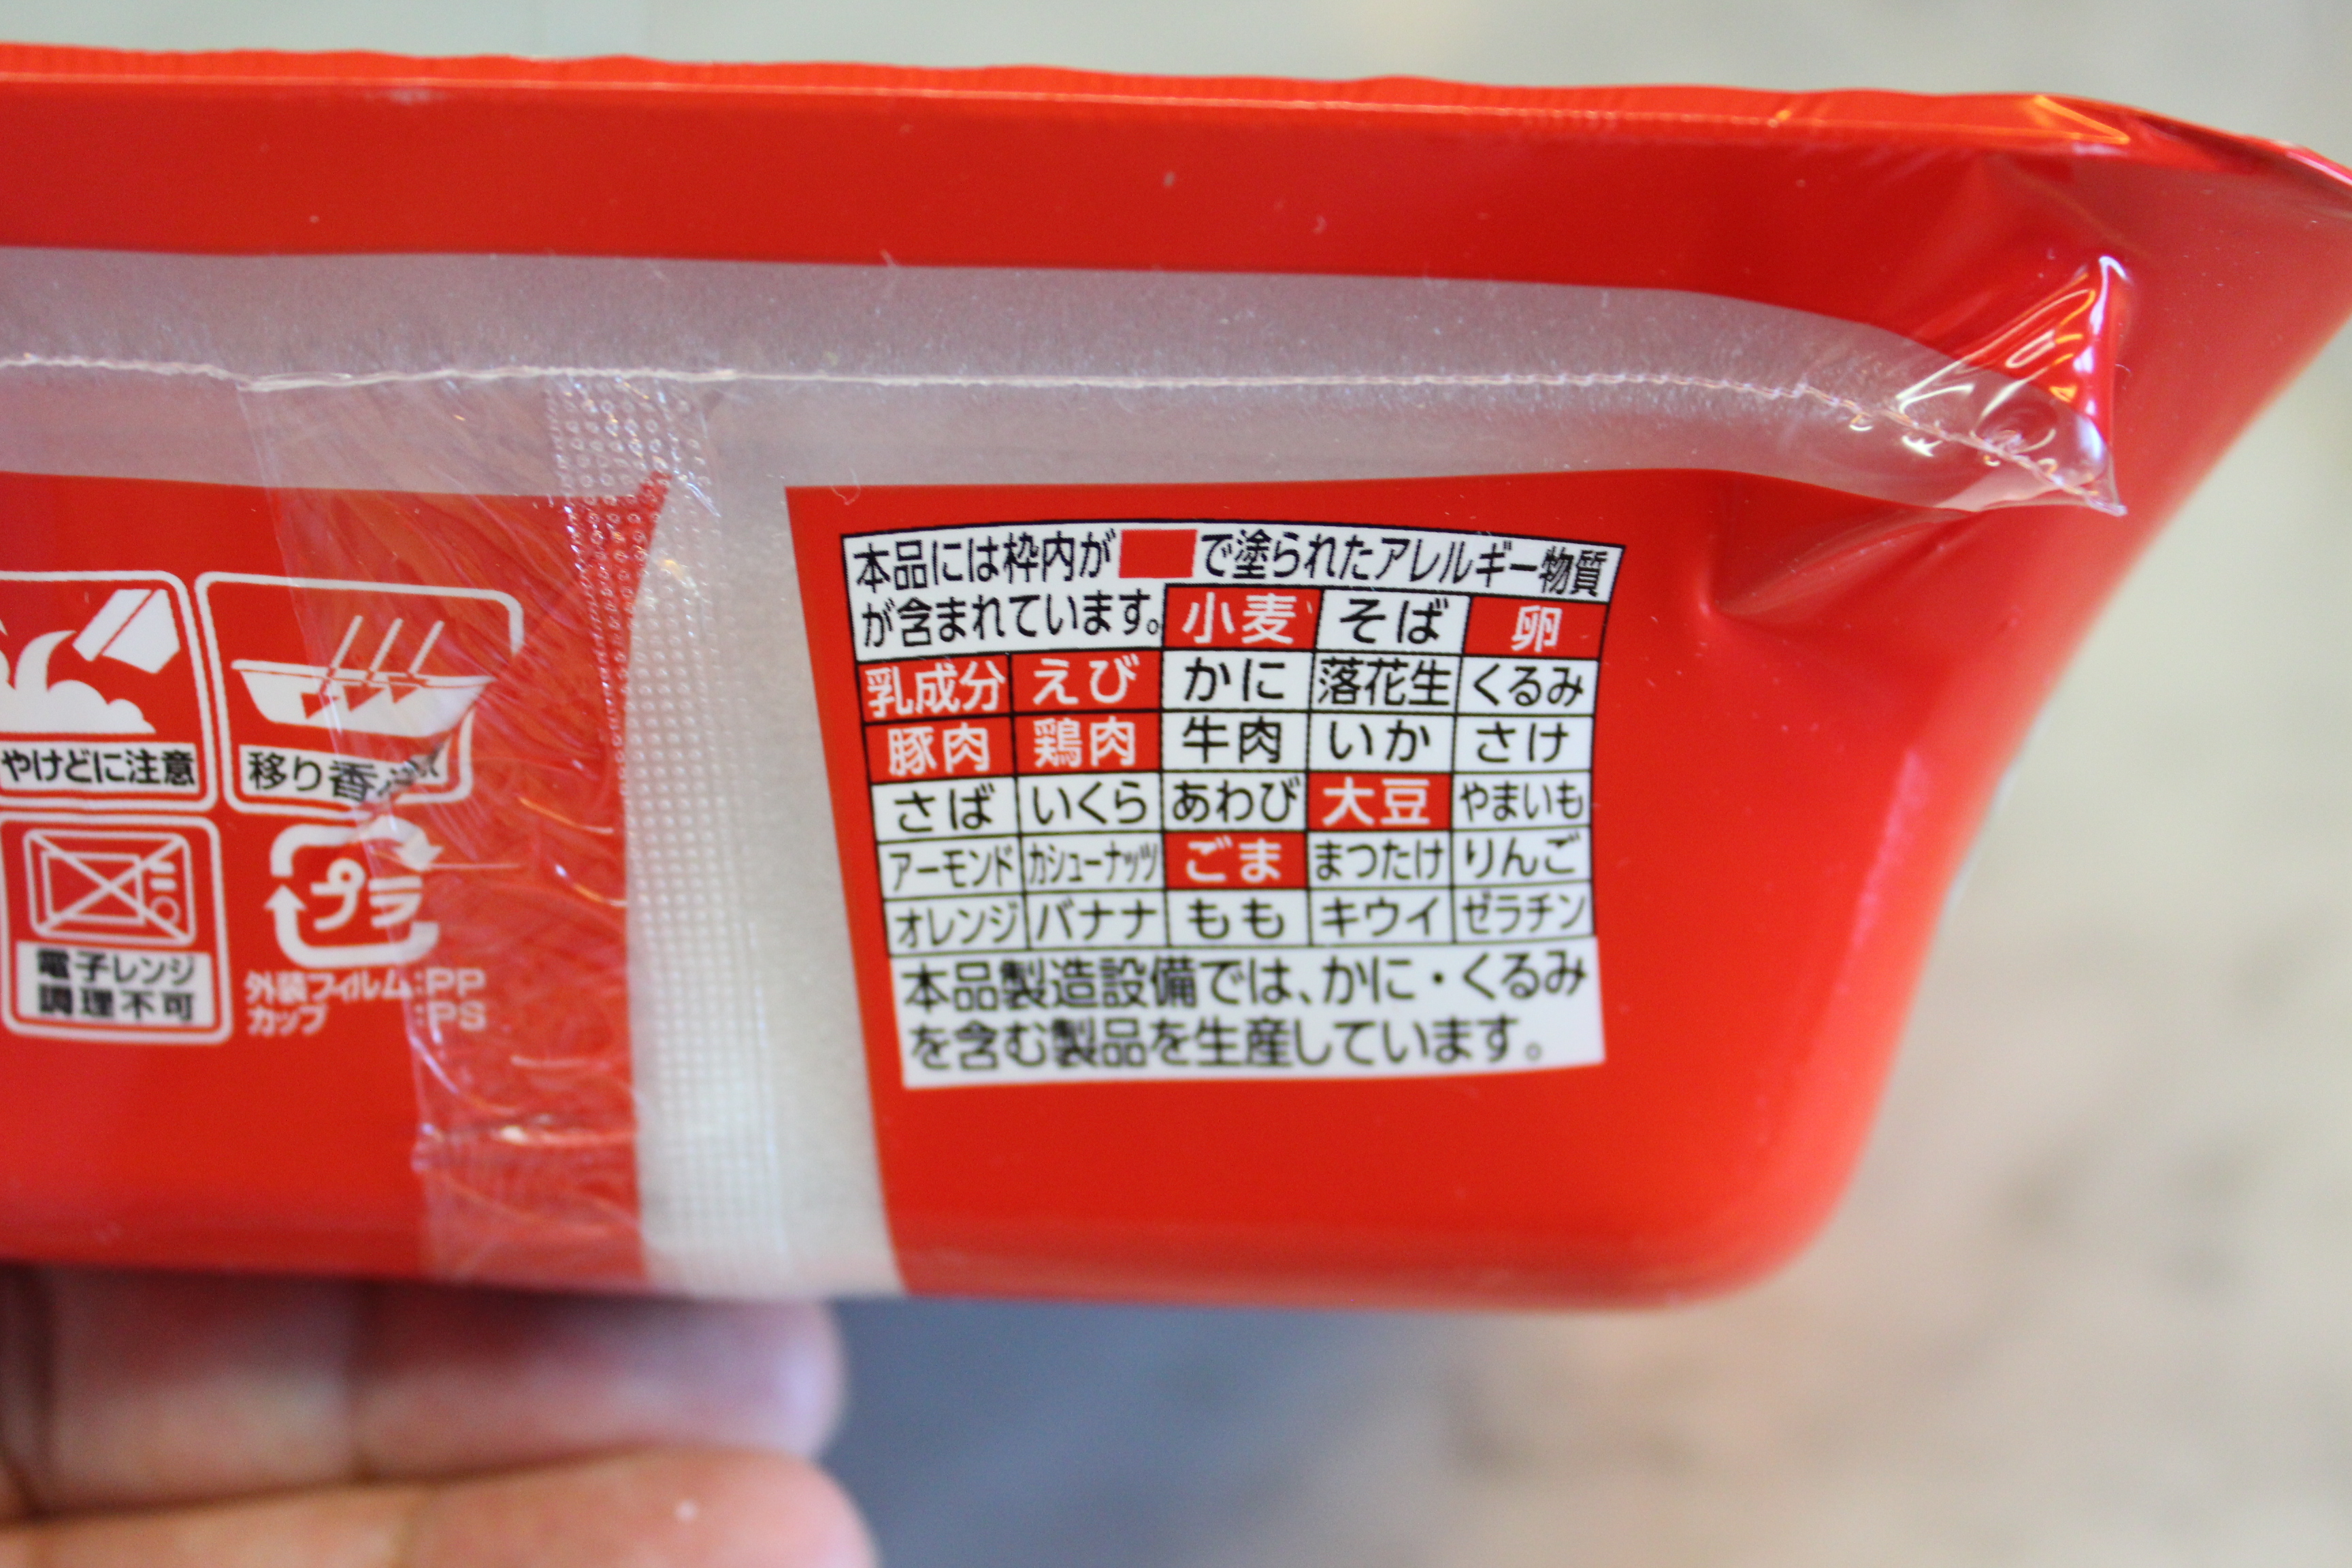 本品には枠内が で塗られたアレルギー物質
が含まれています。 小麦 そば 卵
乳成分 えび かに 落花生 くるみ
豚肉 鶏肉 牛肉 いか さけ
さば いくら あわび 大豆 やまいも
アーモンド カシューナッツ ごま まつたけ りんご
オレンジ バナナ もも キウイ ゼラチン
本品製造設備では、かに・くるみ
を含む製品を生産しています。
やけどに注意
移り香
電子レンジ
調理不可
プラ
外装フィルム:PP
カップ :PS